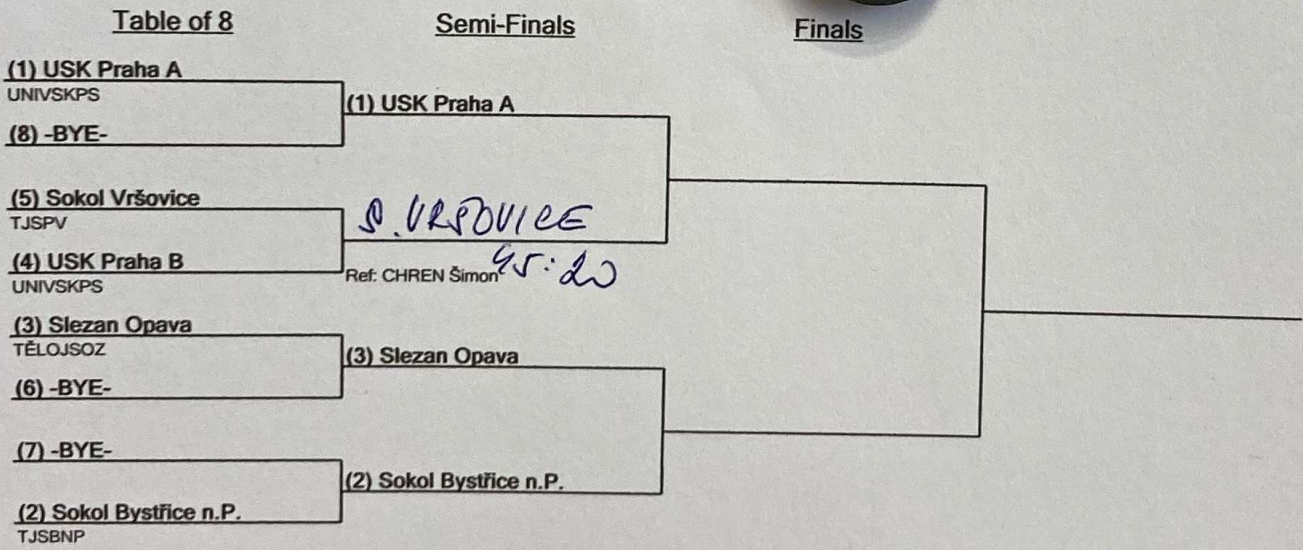 Table of 8 Semi-Finals Finals
(1) USK Praha A
UNIVSKPS
(1) USK Praha A
(8) -BYE-
(5) Sokol Vršovice
TJSPV
S. VRŠOVICE
(4) USK Praha B
UNIVSKPS
Ref: CHREN Šimon 45:20
(3) Slezan Opava
TĚLOJSOZ
(3) Slezan Opava
(6) -BYE-
(7) -BYE-
(2) Sokol Bystřice n.P.
(2) Sokol Bystřice n.P.
TJSBNP